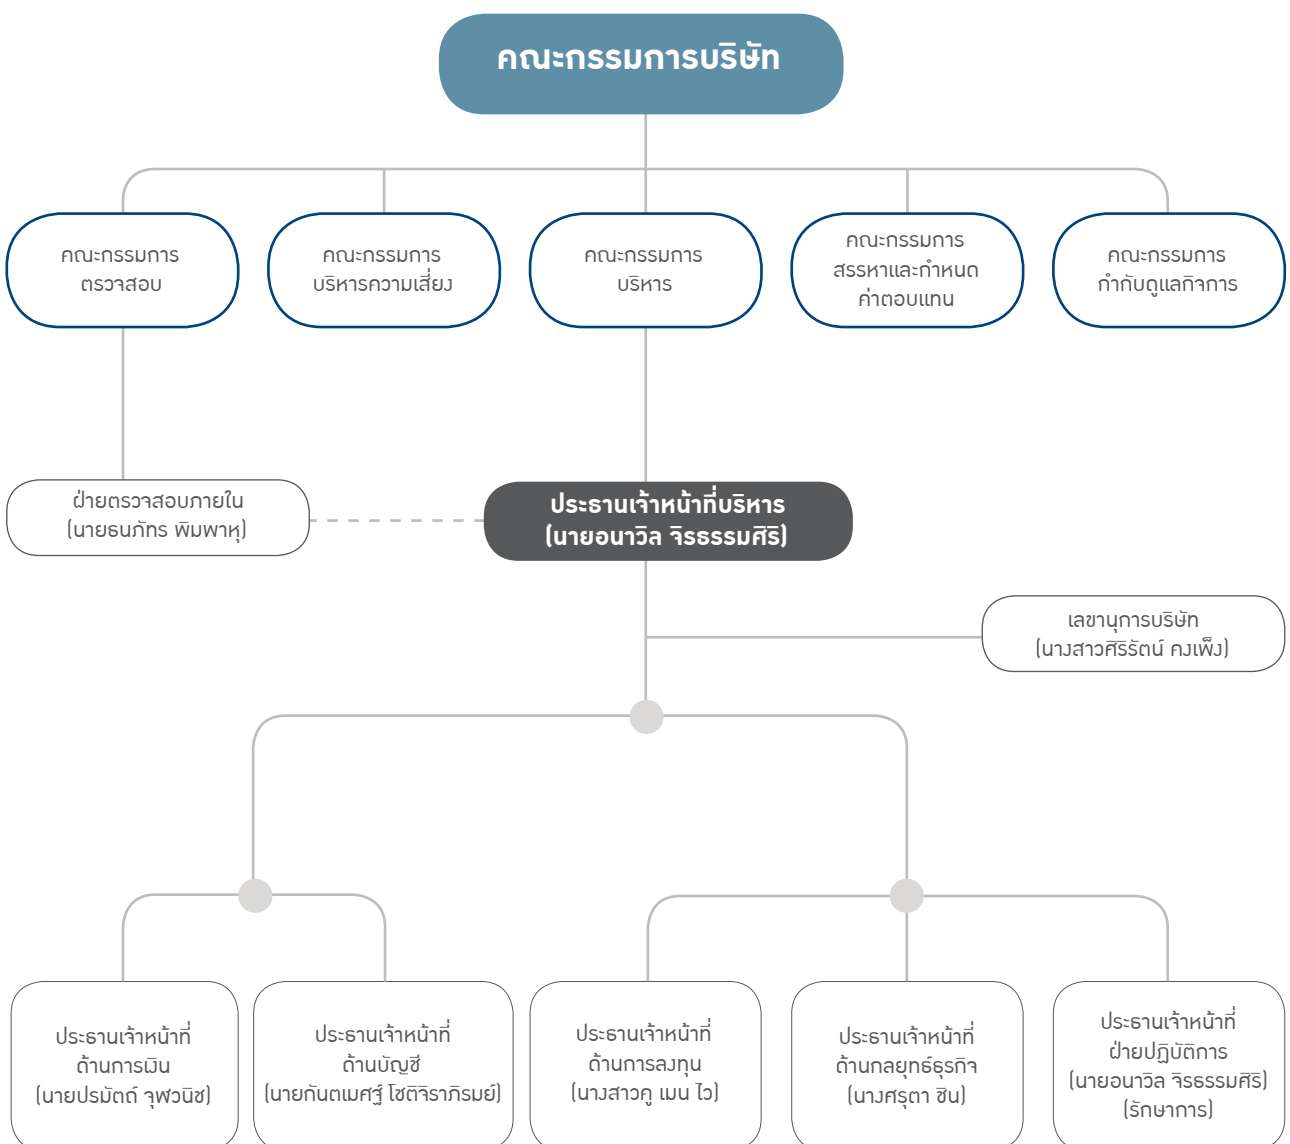 คณะกรรมการบริษัท
คณะกรรมการ
ตรวจสอบ
คณะกรรมการ
บริหารความเสี่ยง
คณะกรรมการ
บริหาร
คณะกรรมการ
สรรหาและกำหนด
ค่าตอบแทน
คณะกรรมการ
กำกับดูแลกิจการ
ฝ่ายตรวจสอบภายใน
(นายธนภัทร พิมพาหุ)
ประธานเจ้าหน้าที่บริหาร
(นายอนาวิล จิรธรรมศิริ)
เลขานุการบริษัท
(นางสาวศิริรัตน์ คงเพ็ง)
ประธานเจ้าหน้าที่
ด้านการเงิน
(นายปรมัตถ์ จุฬวนิช)
ประธานเจ้าหน้าที่
ด้านบัญชี
(นายกันตเมศฐ์ โชติจิราภิรมย์)
ประธานเจ้าหน้าที่
ด้านการลงทุน
(นางสาวคู เมน ไว)
ประธานเจ้าหน้าที่
ด้านกลยุทธ์ธุรกิจ
(นางศรุตา ชิน)
ประธานเจ้าหน้าที่
ฝ่ายปฏิบัติการ
(นายอนาวิล จิรธรรมศิริ)
(รักษาการ)